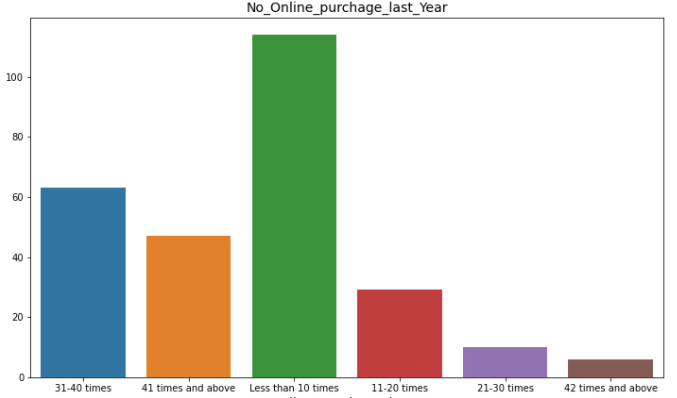 No_Online_purchage_last_Year
100
80
60
40
20
0
31-40 times
41 times and above
Less than 10 times
11-20 times
21-30 times
42 times and above